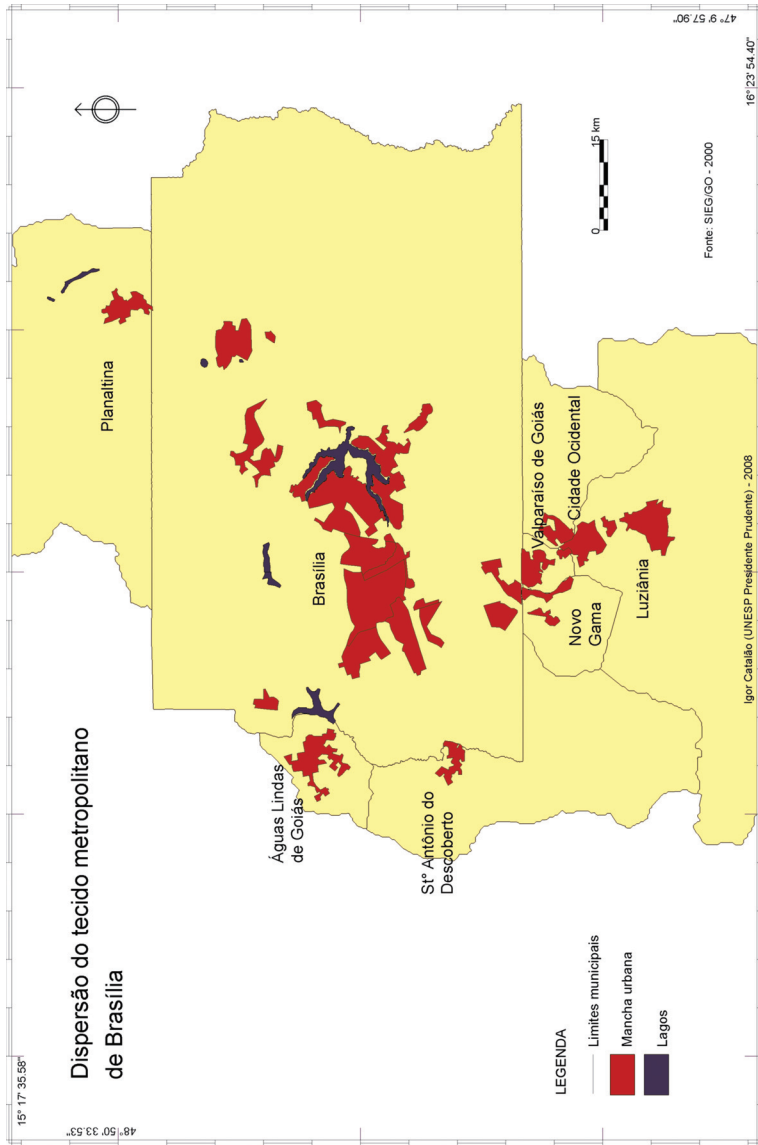 Dispersão do tecido metropolitano
de Brasília
15° 17' 35.58"
48° 50' 33.53"
47° 9' 57.90"
16° 23' 54.40"
Planaltina
Brasília
Águas Lindas
de Goiás
St° Antônio do
Descoberto
Valparaíso de Goiás
Cidade Ocidental
Novo
Gama
Luziânia
LEGENDA
Limites municipais
Mancha urbana
Lagos
0
15 km
Fonte: SIEG/GO - 2000
Igor Catalão (UNESP Presidente Prudente) - 2008